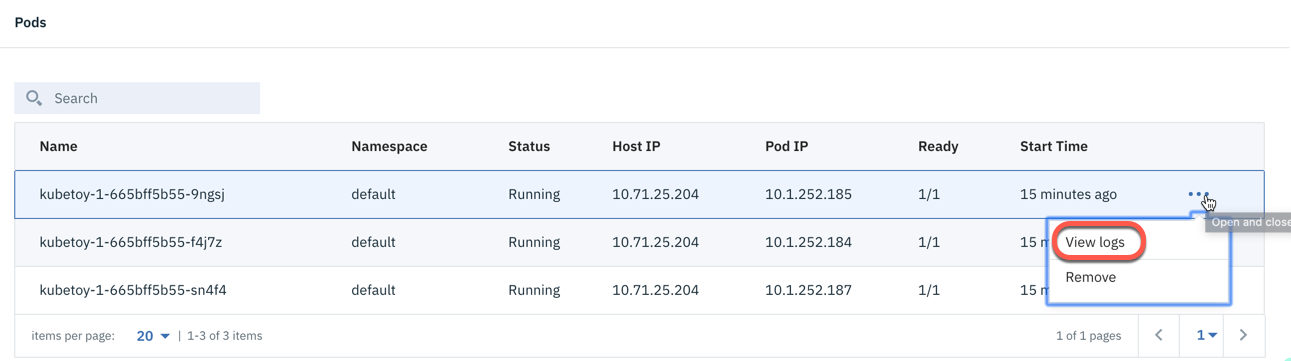 Pods
Search
Name Namespace Status Host IP Pod IP Ready Start Time
kubetoy-1-665bff5b55-9ngsj default Running 10.71.25.204 10.1.252.185 1/1 15 minutes ago
Open and close
kubetoy-1-665bff5b55-f4j7z default Running 10.71.25.204 10.1.252.184 1/1 15 m
View logs
Remove
kubetoy-1-665bff5b55-sn4f4 default Running 10.71.25.204 10.1.252.187 1/1 15 m
items per page: 20 | 1-3 of 3 items 1 of 1 pages 1